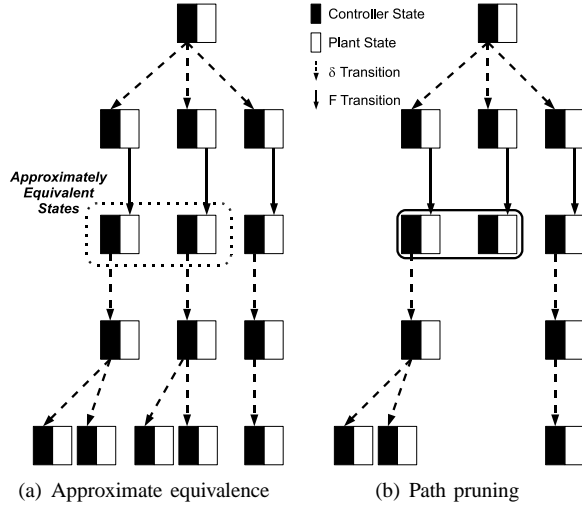 Controller State
Plant State
δ Transition
F Transition
Approximately
Equivalent
States
(a) Approximate equivalence
(b) Path pruning